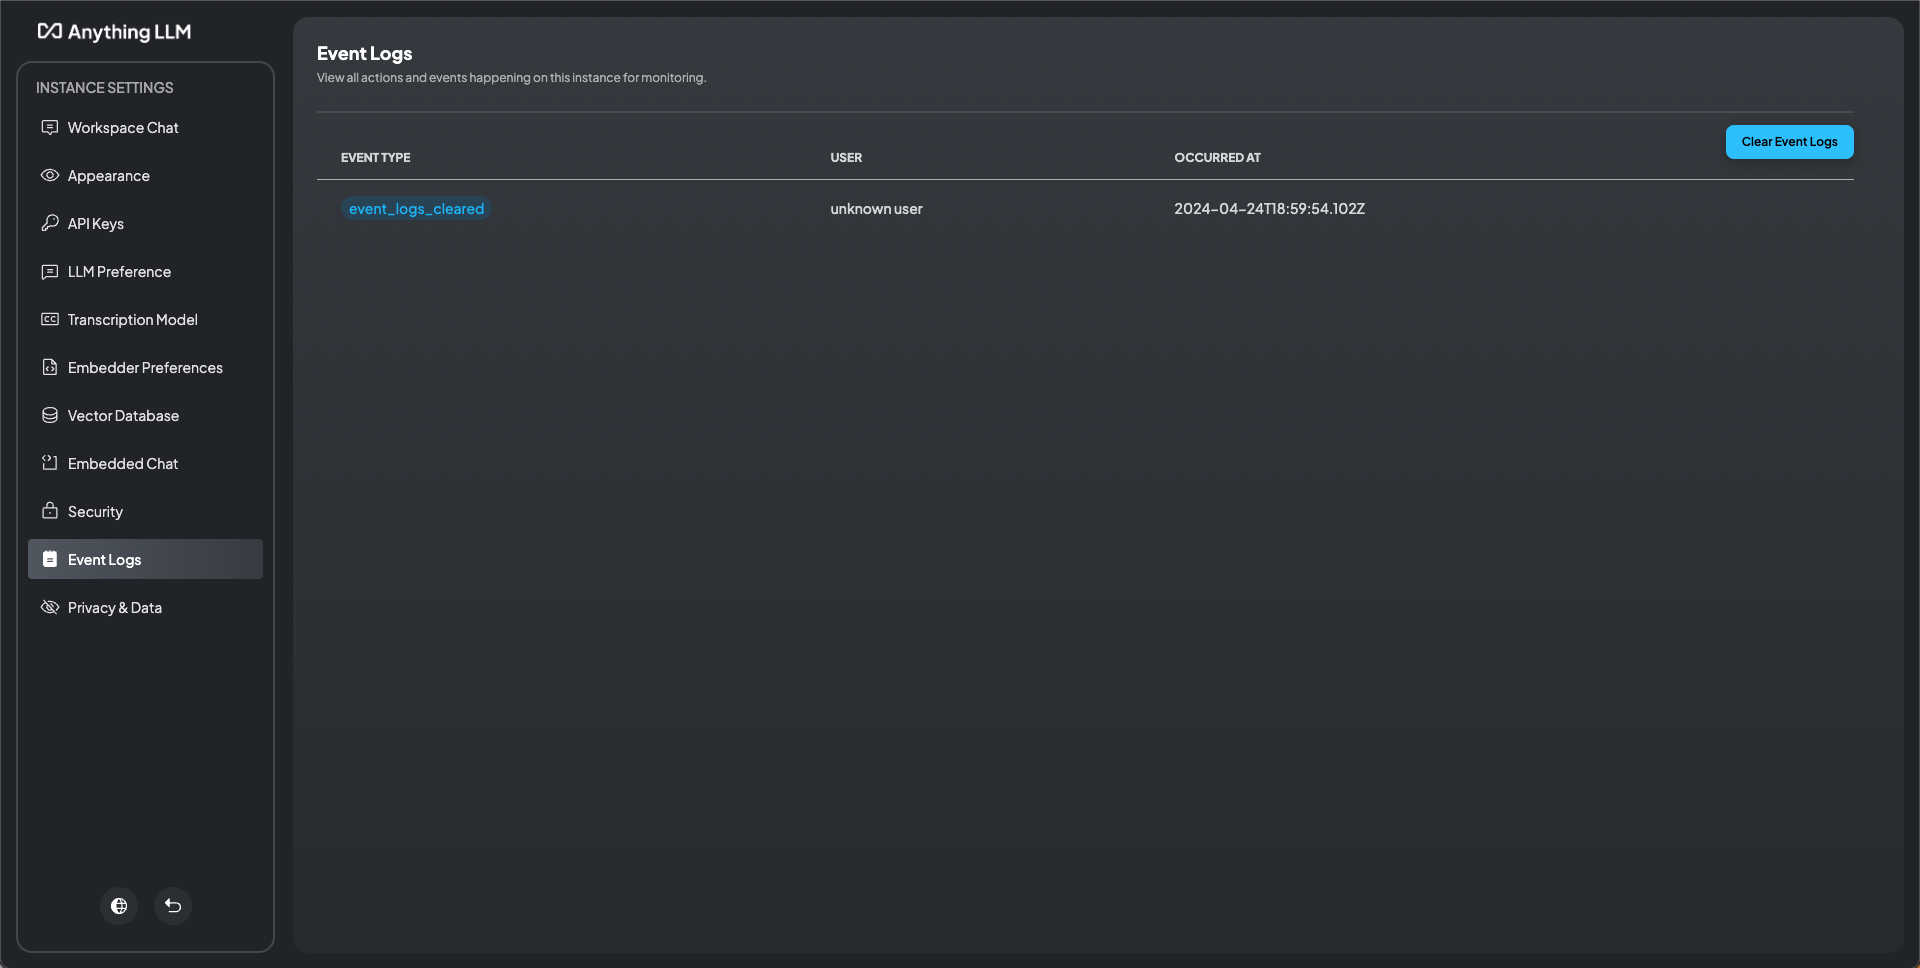 Anything LLM
INSTANCE SETTINGS
Workspace Chat
Appearance
API Keys
LLM Preference
CC Transcription Model
Embedder Preferences
Vector Database
Embedded Chat
Security
Event Logs
Privacy & Data
Event Logs
View all actions and events happening on this instance for monitoring.
Clear Event Logs
EVENT TYPE USER OCCURRED AT
event_logs_cleared unknown user 2024-04-24T18:59:54.102Z